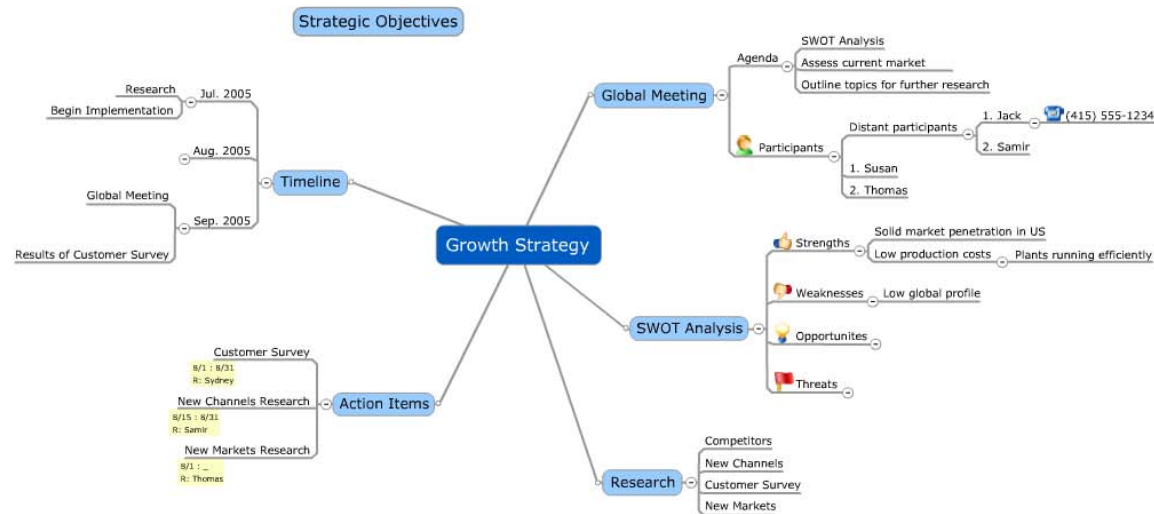 Strategic Objectives
Growth Strategy
Global Meeting
Agenda
SWOT Analysis
Assess current market
Outline topics for further research
Participants
Distant participants
1. Jack
(415) 555-1234
2. Samir
1. Susan
2. Thomas
SWOT Analysis
Strengths
Solid market penetration in US
Low production costs
Plants running efficiently
Weaknesses
Low global profile
Opportunites
Threats
Research
Competitors
New Channels
Customer Survey
New Markets
Timeline
Jul. 2005
Research
Begin Implementation
Aug. 2005
Sep. 2005
Global Meeting
Results of Customer Survey
Action Items
Customer Survey
8/1 : 8/31
R: Sydney
New Channels Research
8/15 : 8/31
R: Samir
New Markets Research
8/1 : _
R: Thomas